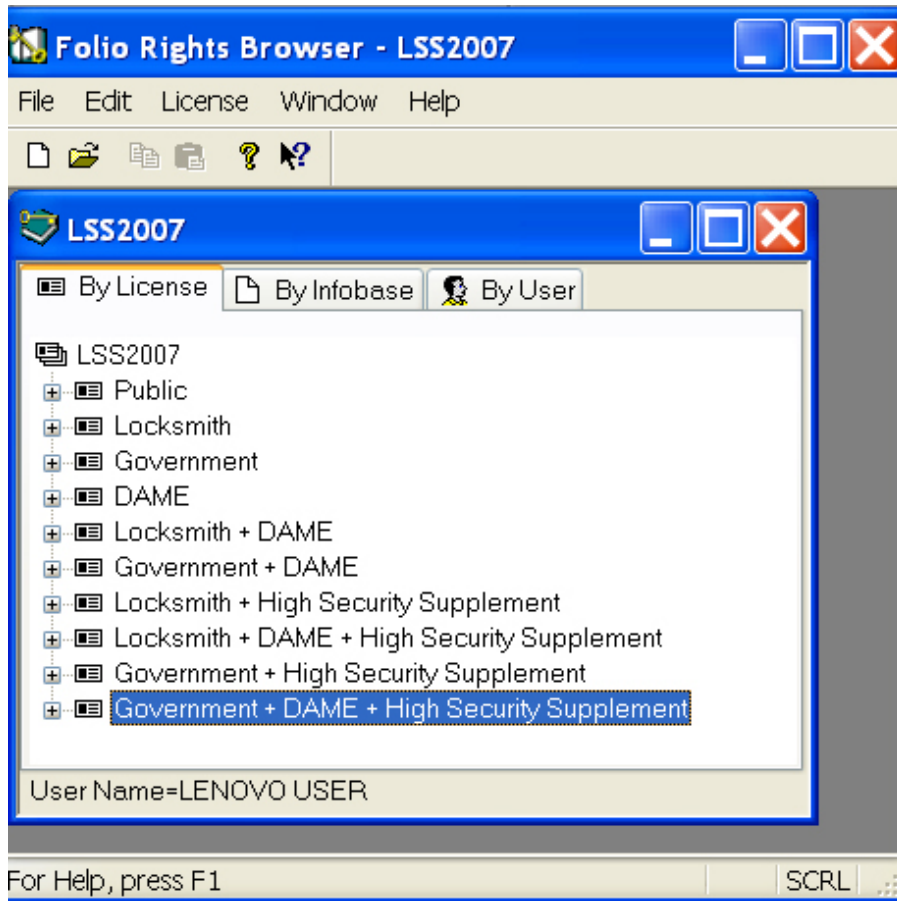 Folio Rights Browser - LSS2007
File Edit License Window Help
LSS2007
By License By Infobase By User
LSS2007
Public
Locksmith
Government
DAME
Locksmith + DAME
Government + DAME
Locksmith + High Security Supplement
Locksmith + DAME + High Security Supplement
Government + High Security Supplement
Government + DAME + High Security Supplement
User Name=LENOVO USER
For Help, press F1 SCRL